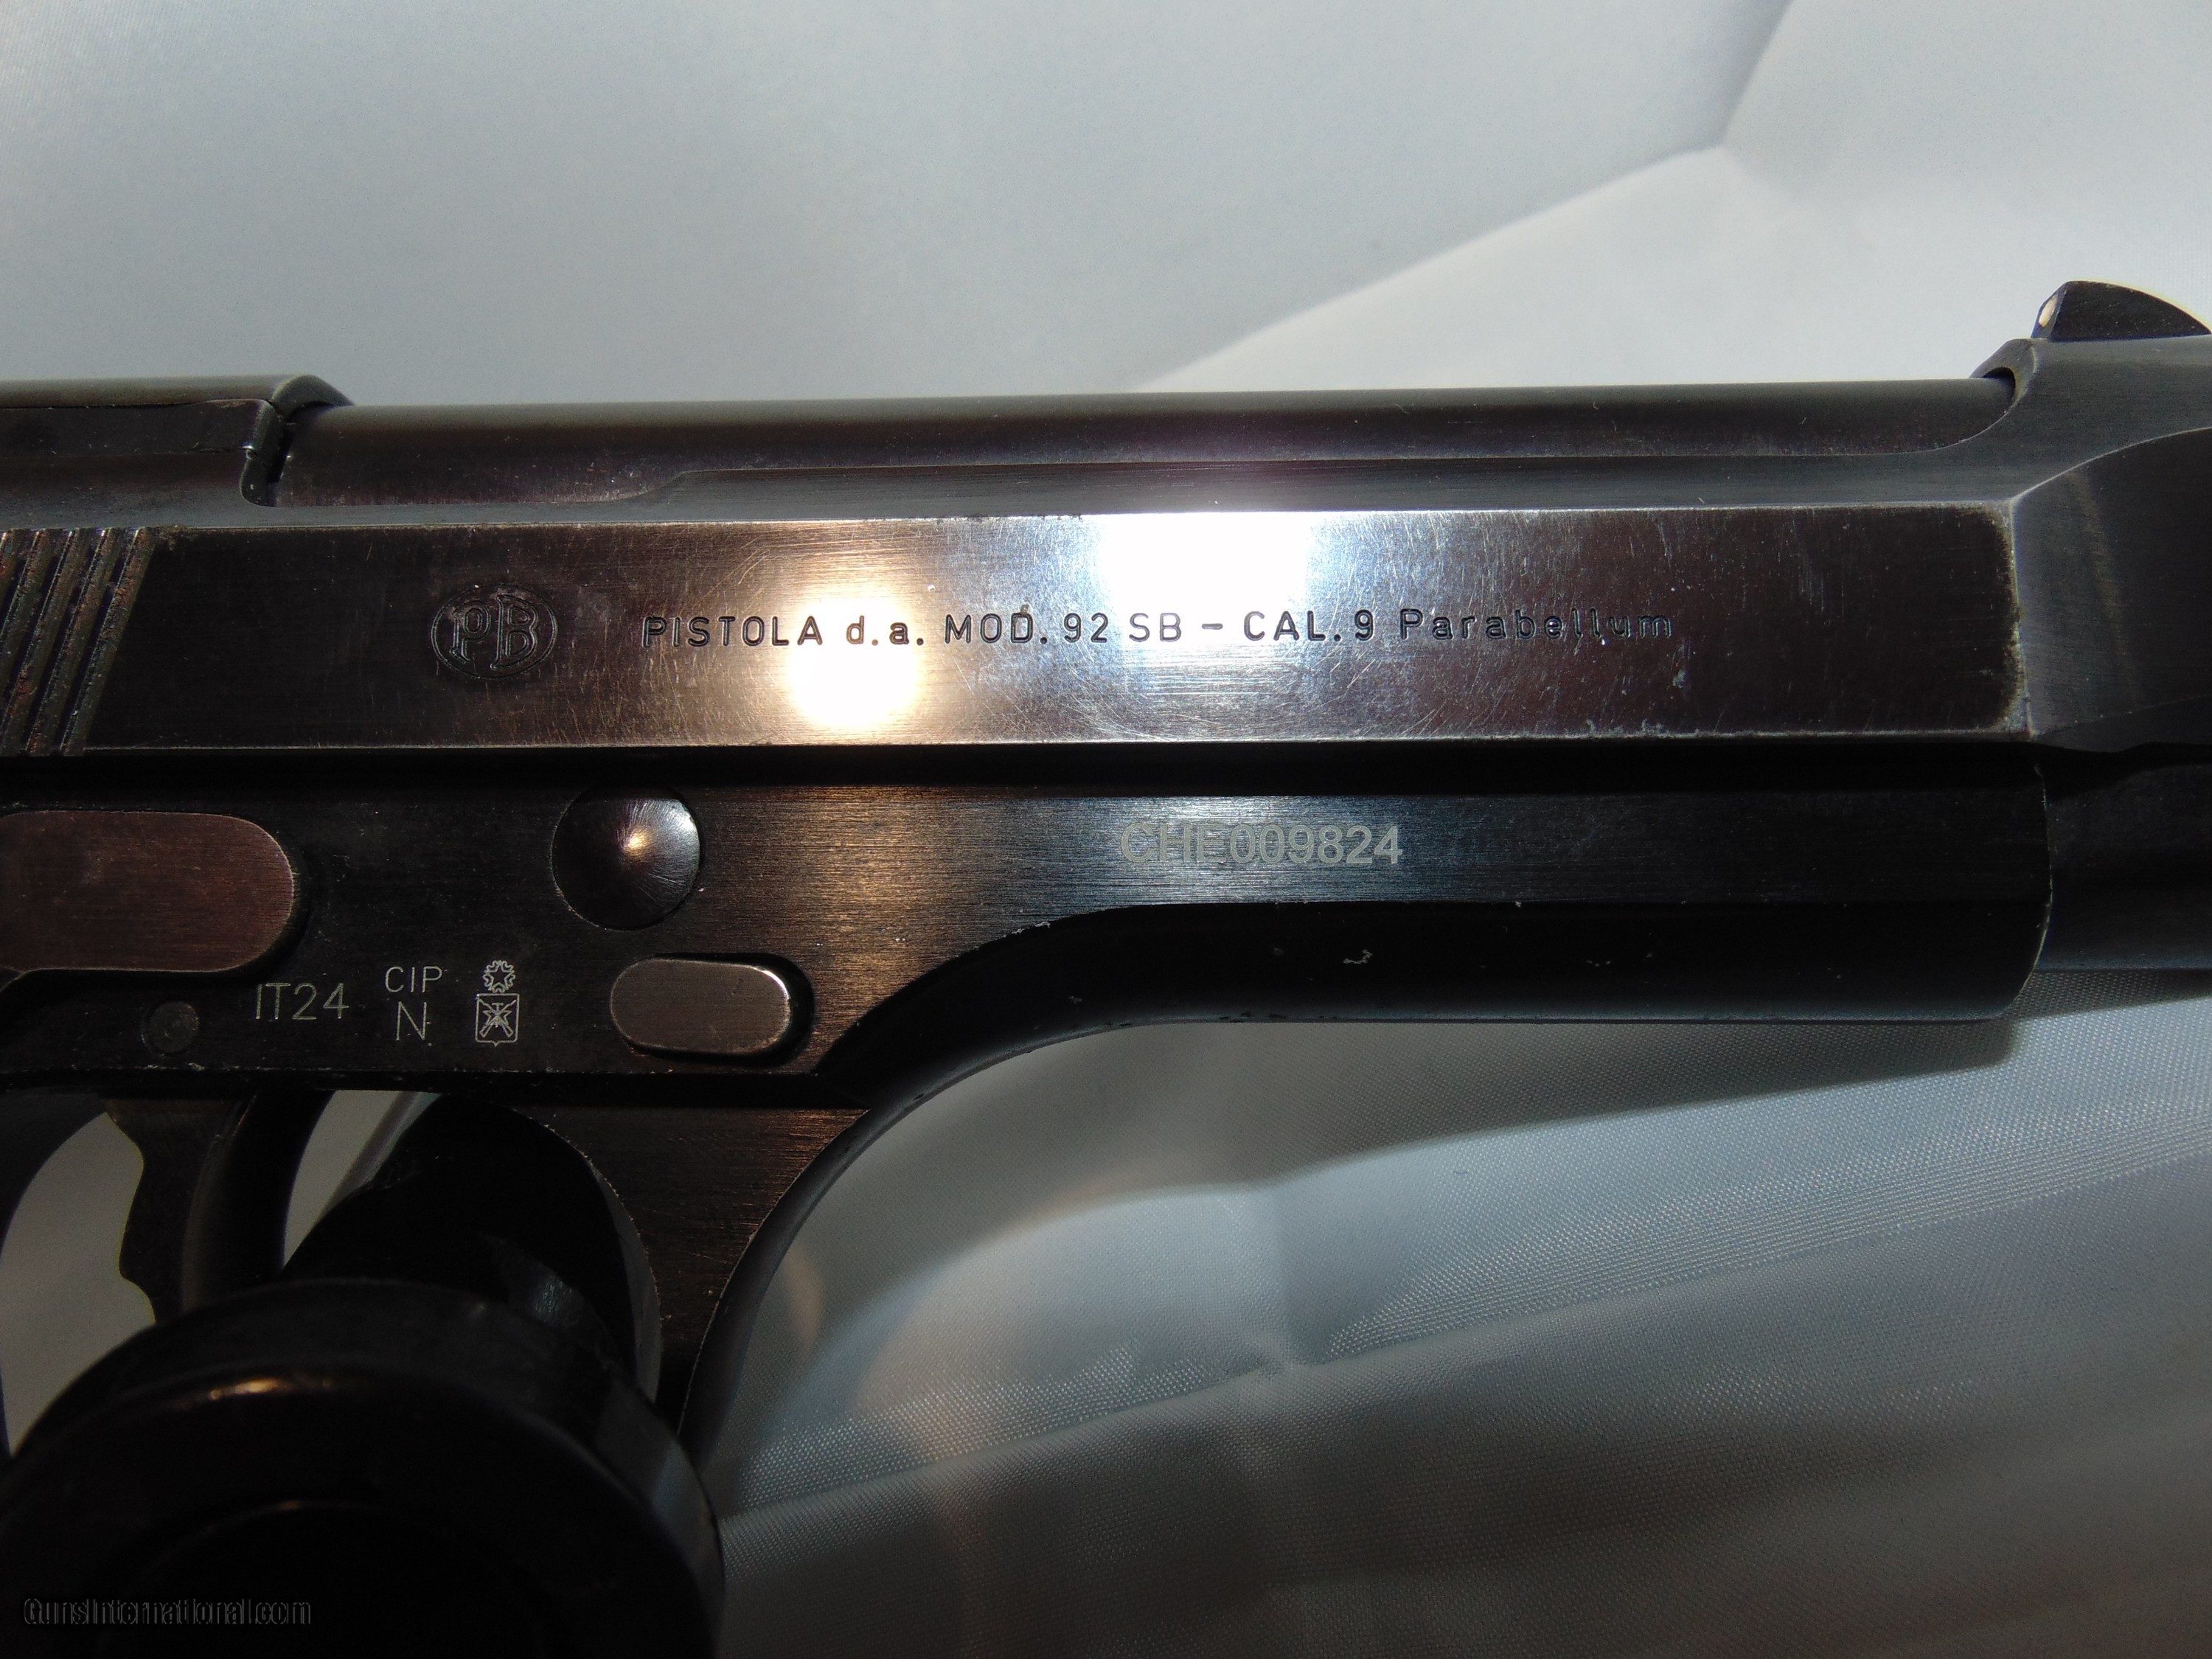 PB PISTOLA d.a. MOD. 92 SB - CAL. 9 Parabellum
CHE009824
IT24 CIP
N
GunsInternational.com